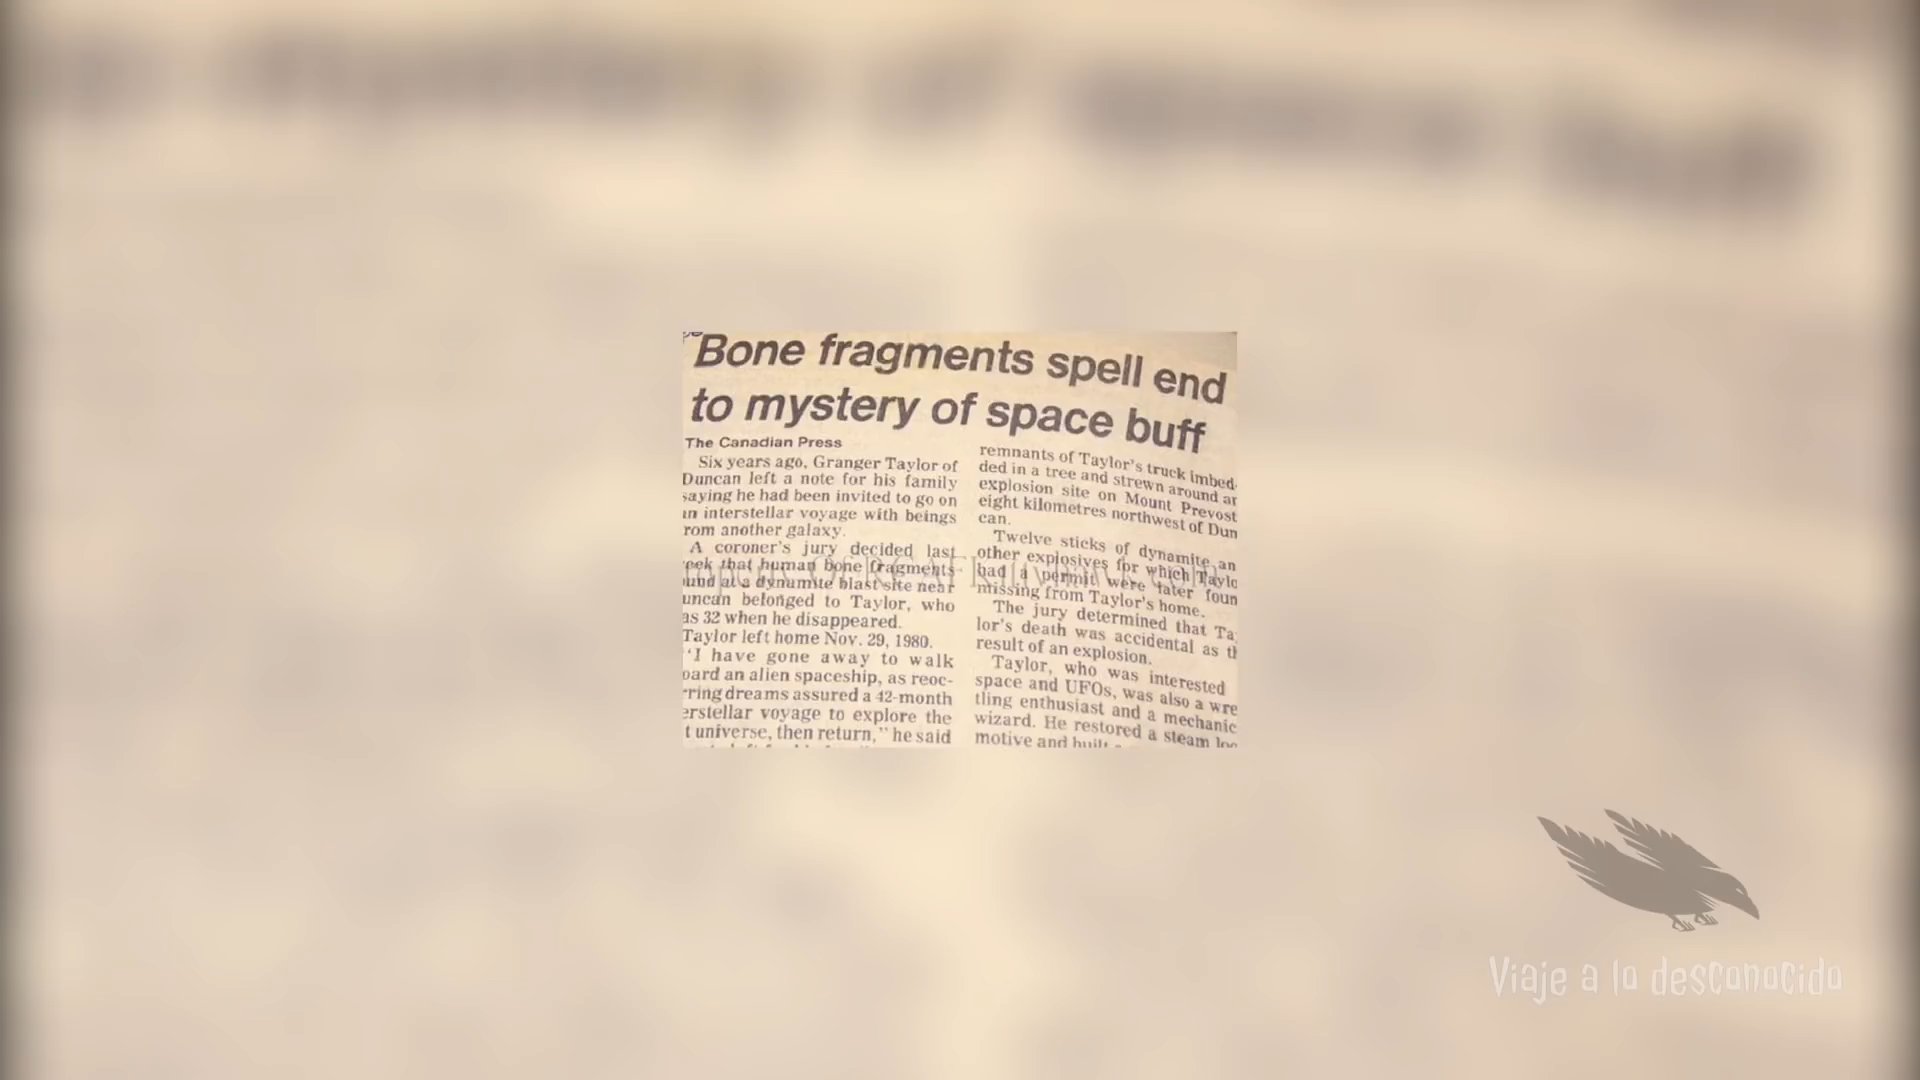 Bone fragments spell end
to mystery of space buff
The Canadian Press
Six years ago, Granger Taylor of
Duncan left a note for his family
saying he had been invited to go on
an interstellar voyage with beings
rom another galaxy.
A coroner's jury decided last
eek that human bone fragments
und at a dynamite blast site near
uncan belonged to Taylor, who
as 32 when he disappeared.
Taylor left home Nov. 29, 1980.
"I have gone away to walk
oard an alien spaceship, as reoc-
rring dreams assured a 42-month
erstellar voyage to explore the
t universe, then return," he said
remnants of Taylor's truck imbed-
ded in a tree and strewn around an
explosion site on Mount Prevost
eight kilometres northwest of Dun
can.
Twelve sticks of dynamite an
other explosives for which Taylo
had a permit were later foun
missing from Taylor's home.
The jury determined that Ta
lor's death was accidental as th
result of an explosion.
Taylor, who was interested
space and UFOs, was also a wre
tling enthusiast and a mechanic
wizard. He restored a steam loc
motive and built
Viaje a lo desconocido